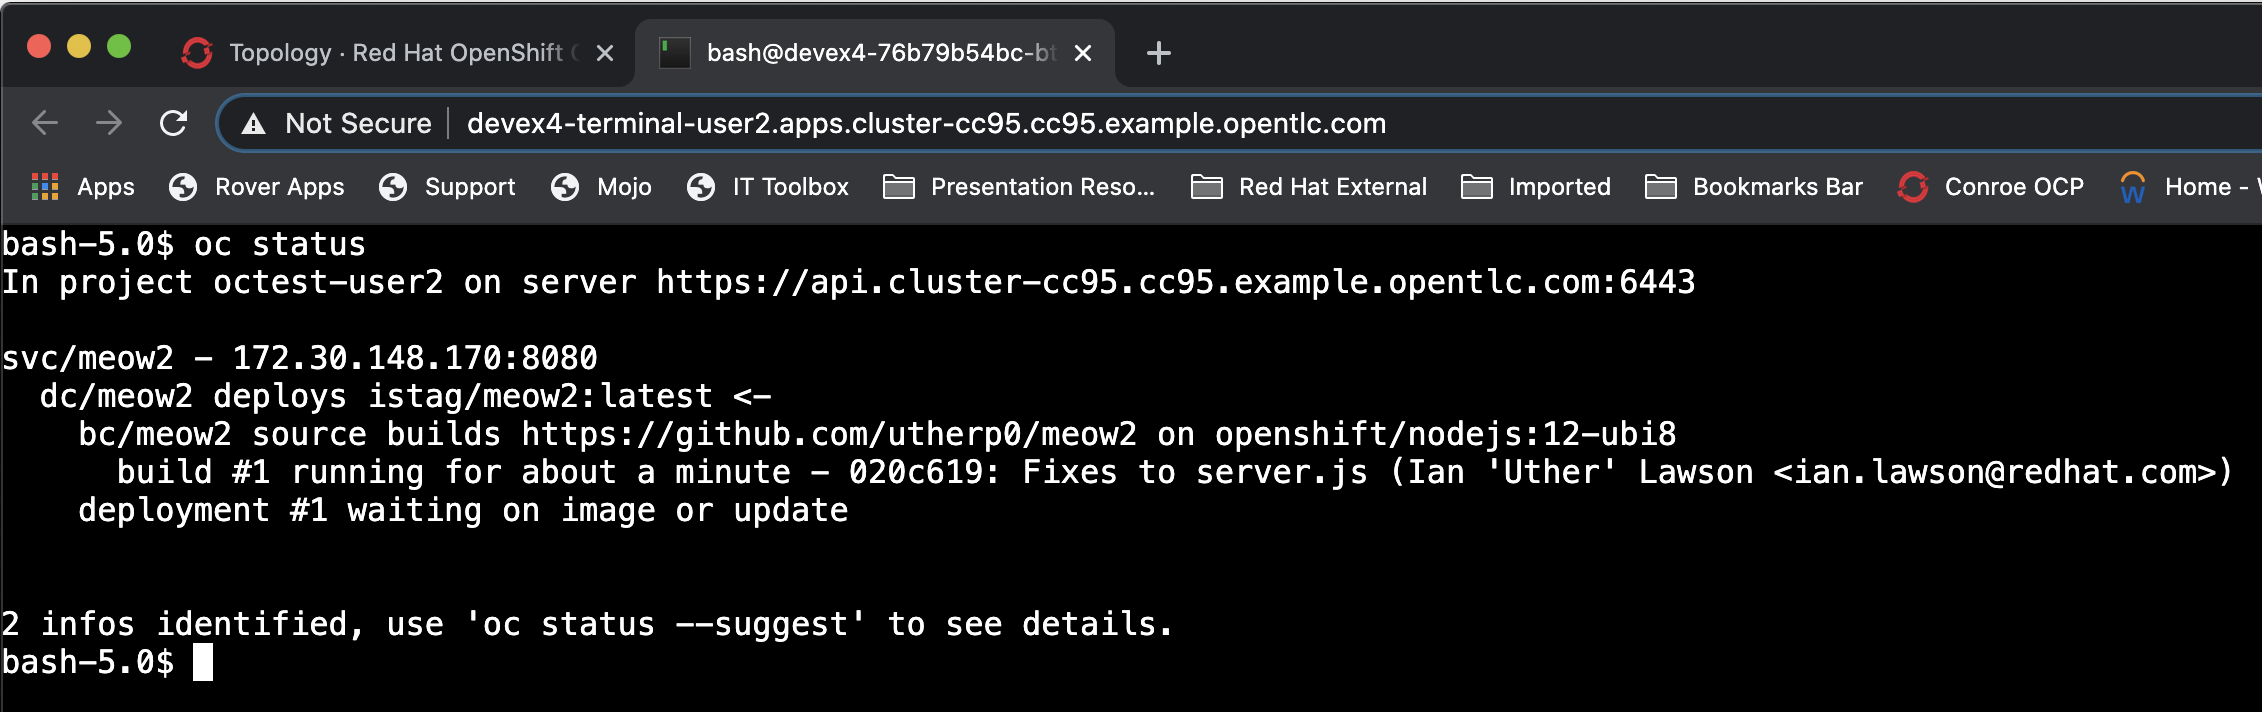 Topology · Red Hat OpenShift
bash@devex4-76b79b54bc-bt
Not Secure
devex4-terminal-user2.apps.cluster-cc95.cc95.example.opentlc.com
Apps
Rover Apps
Support
Mojo
IT Toolbox
Presentation Reso...
Red Hat External
Imported
Bookmarks Bar
Conroe OCP
Home -
bash-5.0$ oc status
In project octest-user2 on server https://api.cluster-cc95.cc95.example.opentlc.com:6443
svc/meow2 - 172.30.148.170:8080
dc/meow2 deploys istag/meow2:latest <-
bc/meow2 source builds https://github.com/utherp0/meow2 on openshift/nodejs:12-ubi8
build #1 running for about a minute - 020c619: Fixes to server.js (Ian 'Uther' Lawson <ian.lawson@redhat.com>)
deployment #1 waiting on image or update
2 infos identified, use 'oc status --suggest' to see details.
bash-5.0$